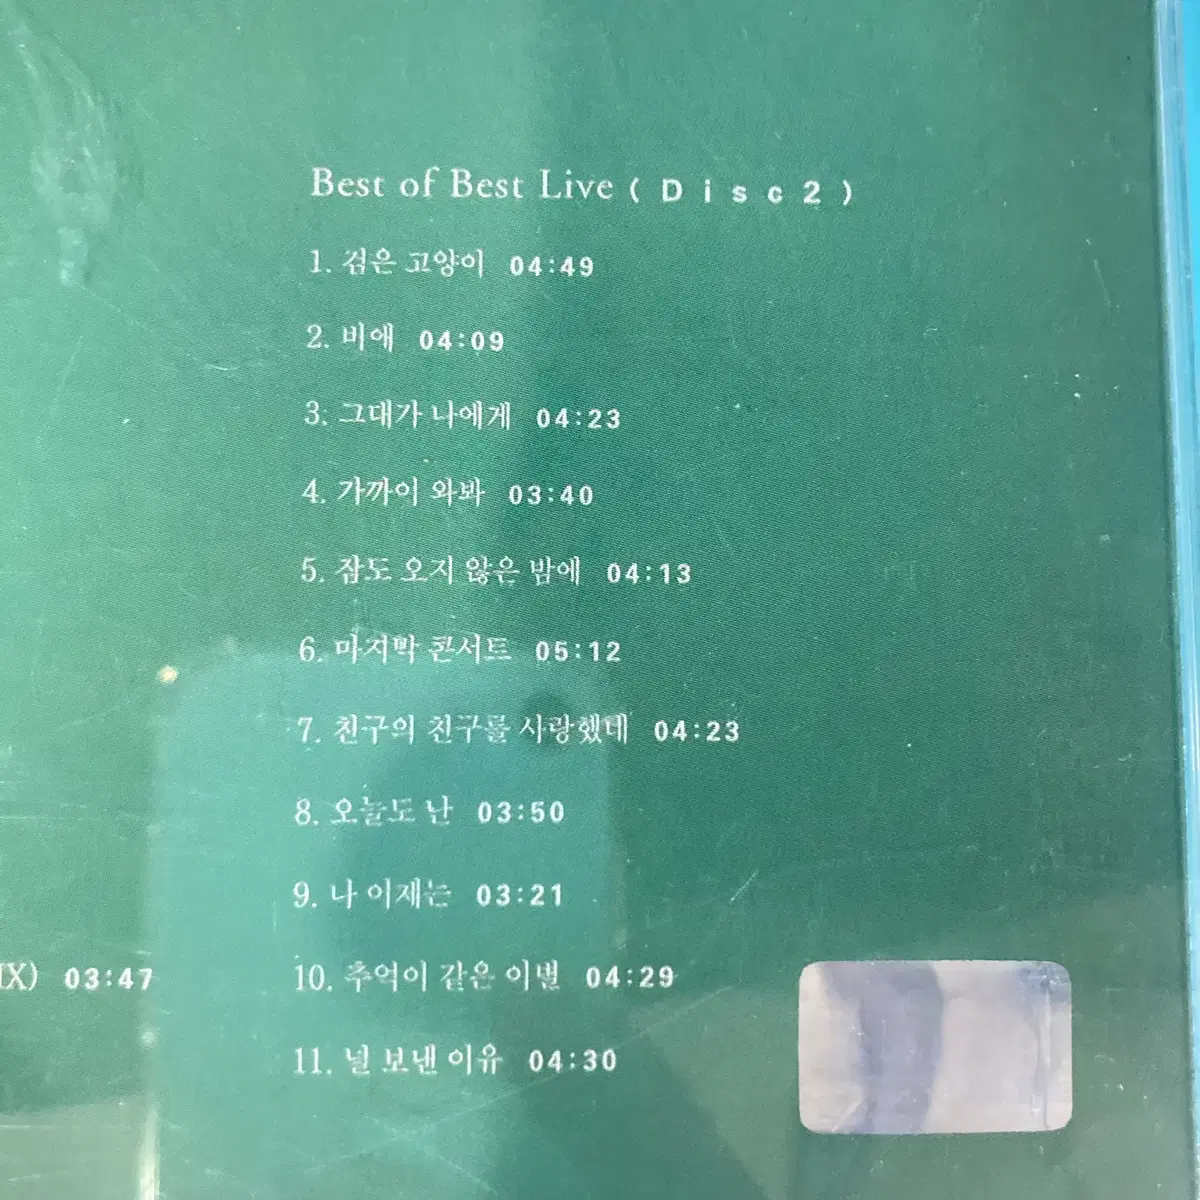 Best of Best Live ( Disc2 )
1. 검은 고양이 04:49
2. 비애 04:09
3. 그대가 나에게 04:23
4. 가까이 와봐 03:40
5. 잠도 오지 않은 밤에 04:13
6. 마지막 콘서트 05:12
7. 친구의 친구를 사랑했네 04:23
8. 오늘도 난 03:50
9. 나 이제는 03:21
IX) 03:47
10. 추억이 같은 이별 04:29
11. 널 보낸 이유 04:30